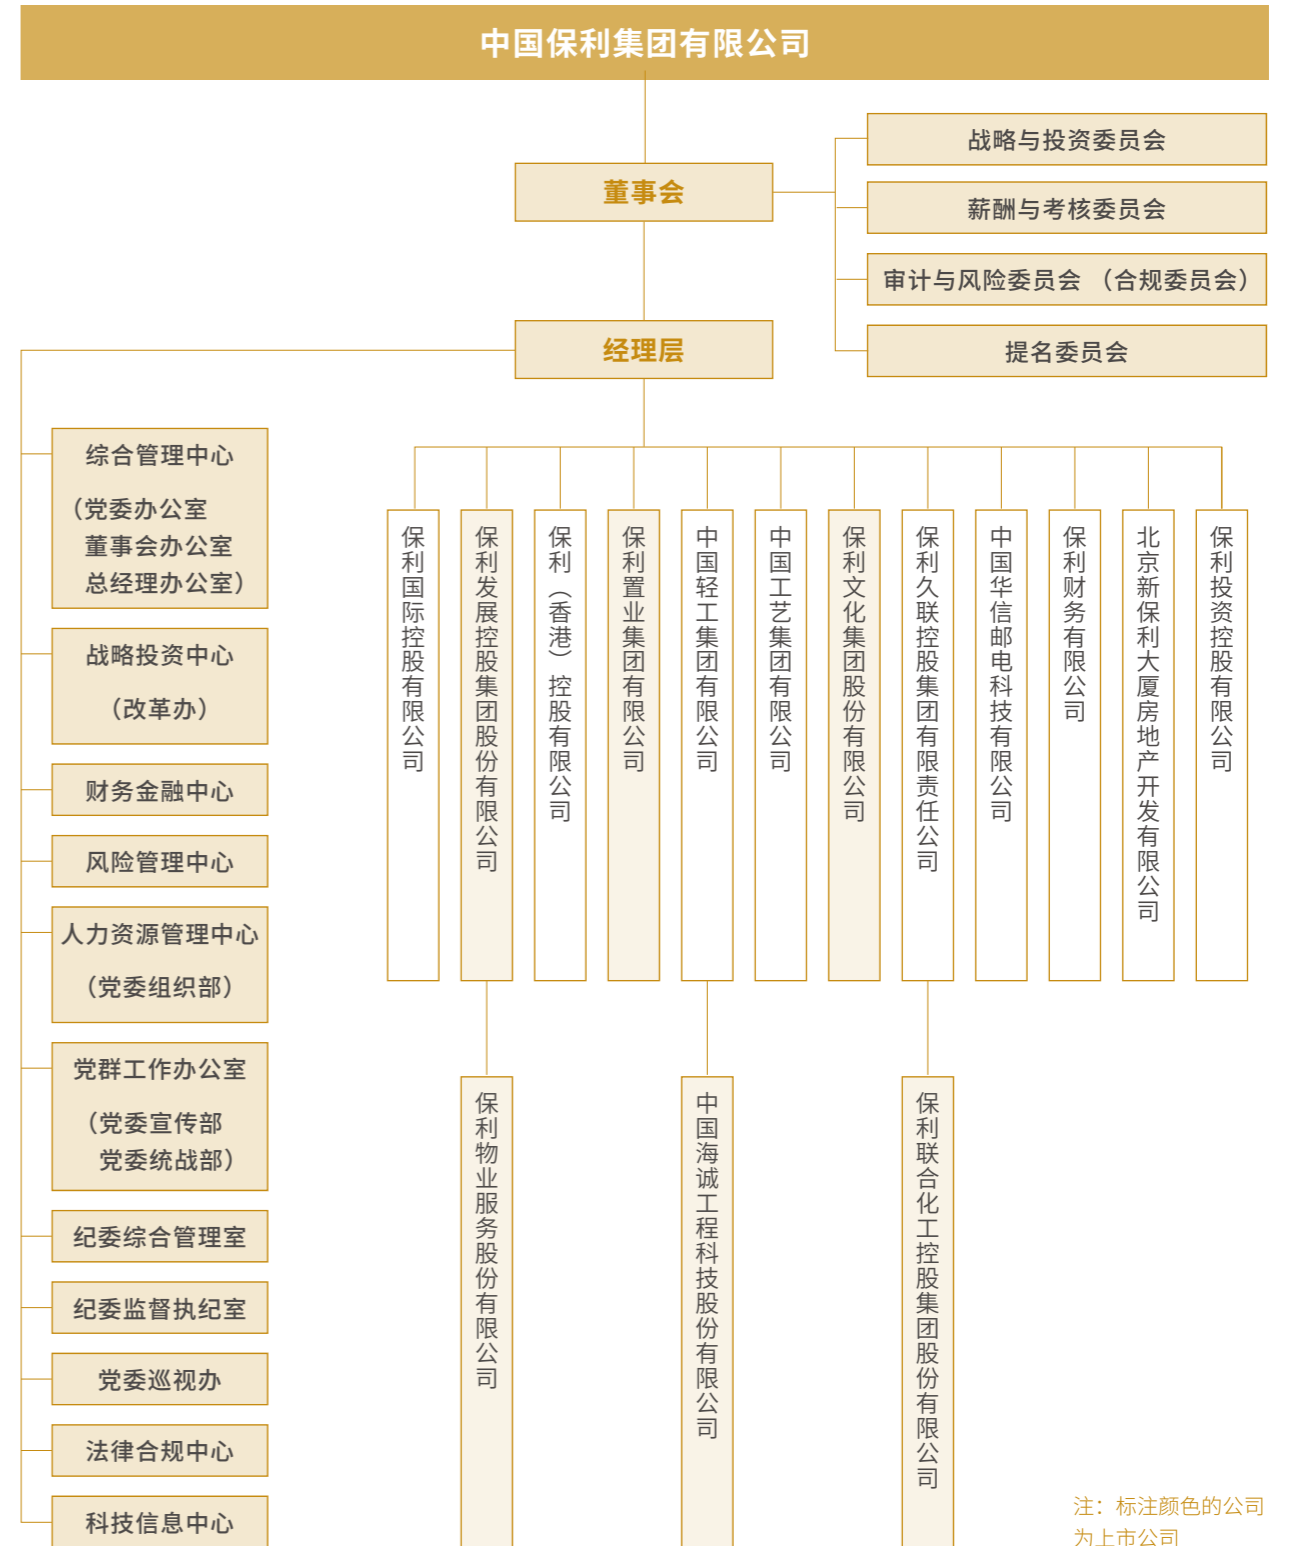 中国保利集团有限公司
董事会
战略与投资委员会
薪酬与考核委员会
审计与风险委员会（合规委员会）
提名委员会
经理层
综合管理中心
（党委办公室
董事会办公室
总经理办公室）
战略投资中心
（改革办）
财务金融中心
风险管理中心
人力资源管理中心
（党委组织部）
党群工作办公室
（党委宣传部
党委统战部）
纪委综合管理室
纪委监督执纪室
党委巡视办
法律合规中心
科技信息中心
保利国际控股有限公司
保利发展控股集团股份有限公司
保利（香港）控股有限公司
保利置业集团有限公司
中国轻工集团有限公司
中国工艺集团有限公司
保利文化集团股份有限公司
保利久联控股集团有限责任公司
中国华信邮电科技有限公司
保利财务有限公司
北京新保利大厦房地产开发有限公司
保利投资控股有限公司
保利物业服务股份有限公司
中国海诚工程科技股份有限公司
保利联合化工控股集团股份有限公司
注：标注颜色的公司
为上市公司